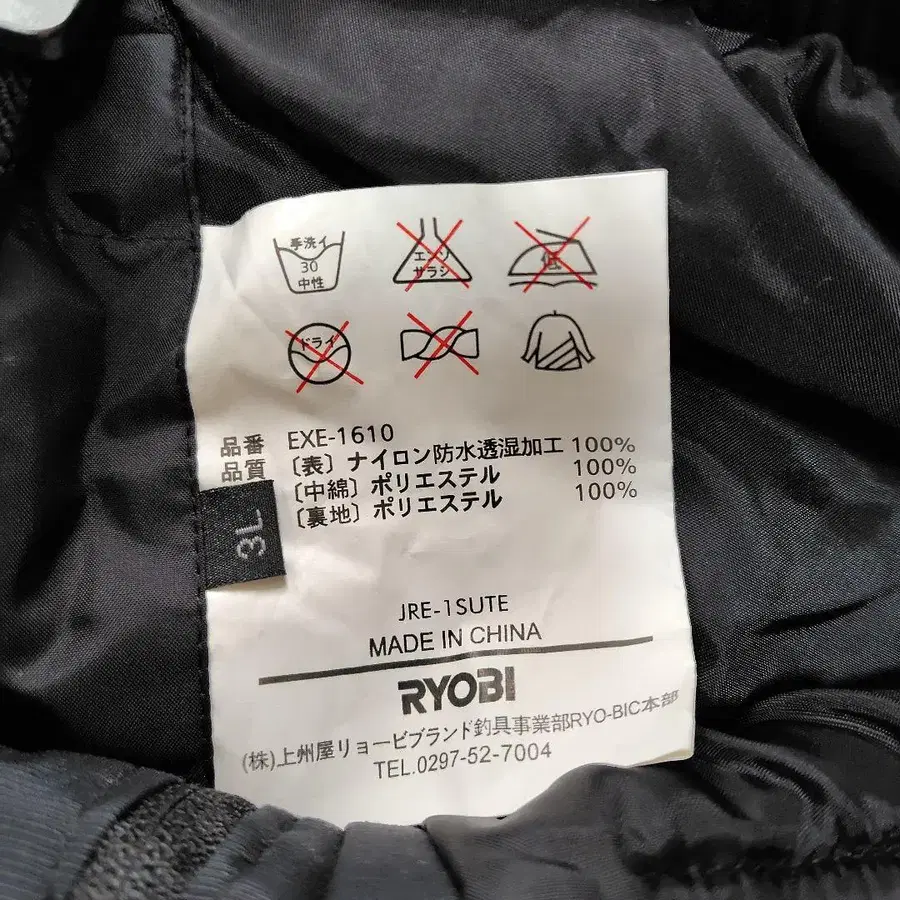 手洗イ
30
中性
エンソ
サラシ
低
ドライ
品番 EXE-1610
品質 〔表〕ナイロン防水透湿加工 100%
〔中綿〕ポリエステル 100%
〔裏地〕ポリエステル 100%
3L
JRE-1SUTE
MADE IN CHINA
RYOBI
(株)上州屋リョービブランド釣具事業部RYO-BIC本部
TEL.0297-52-7004